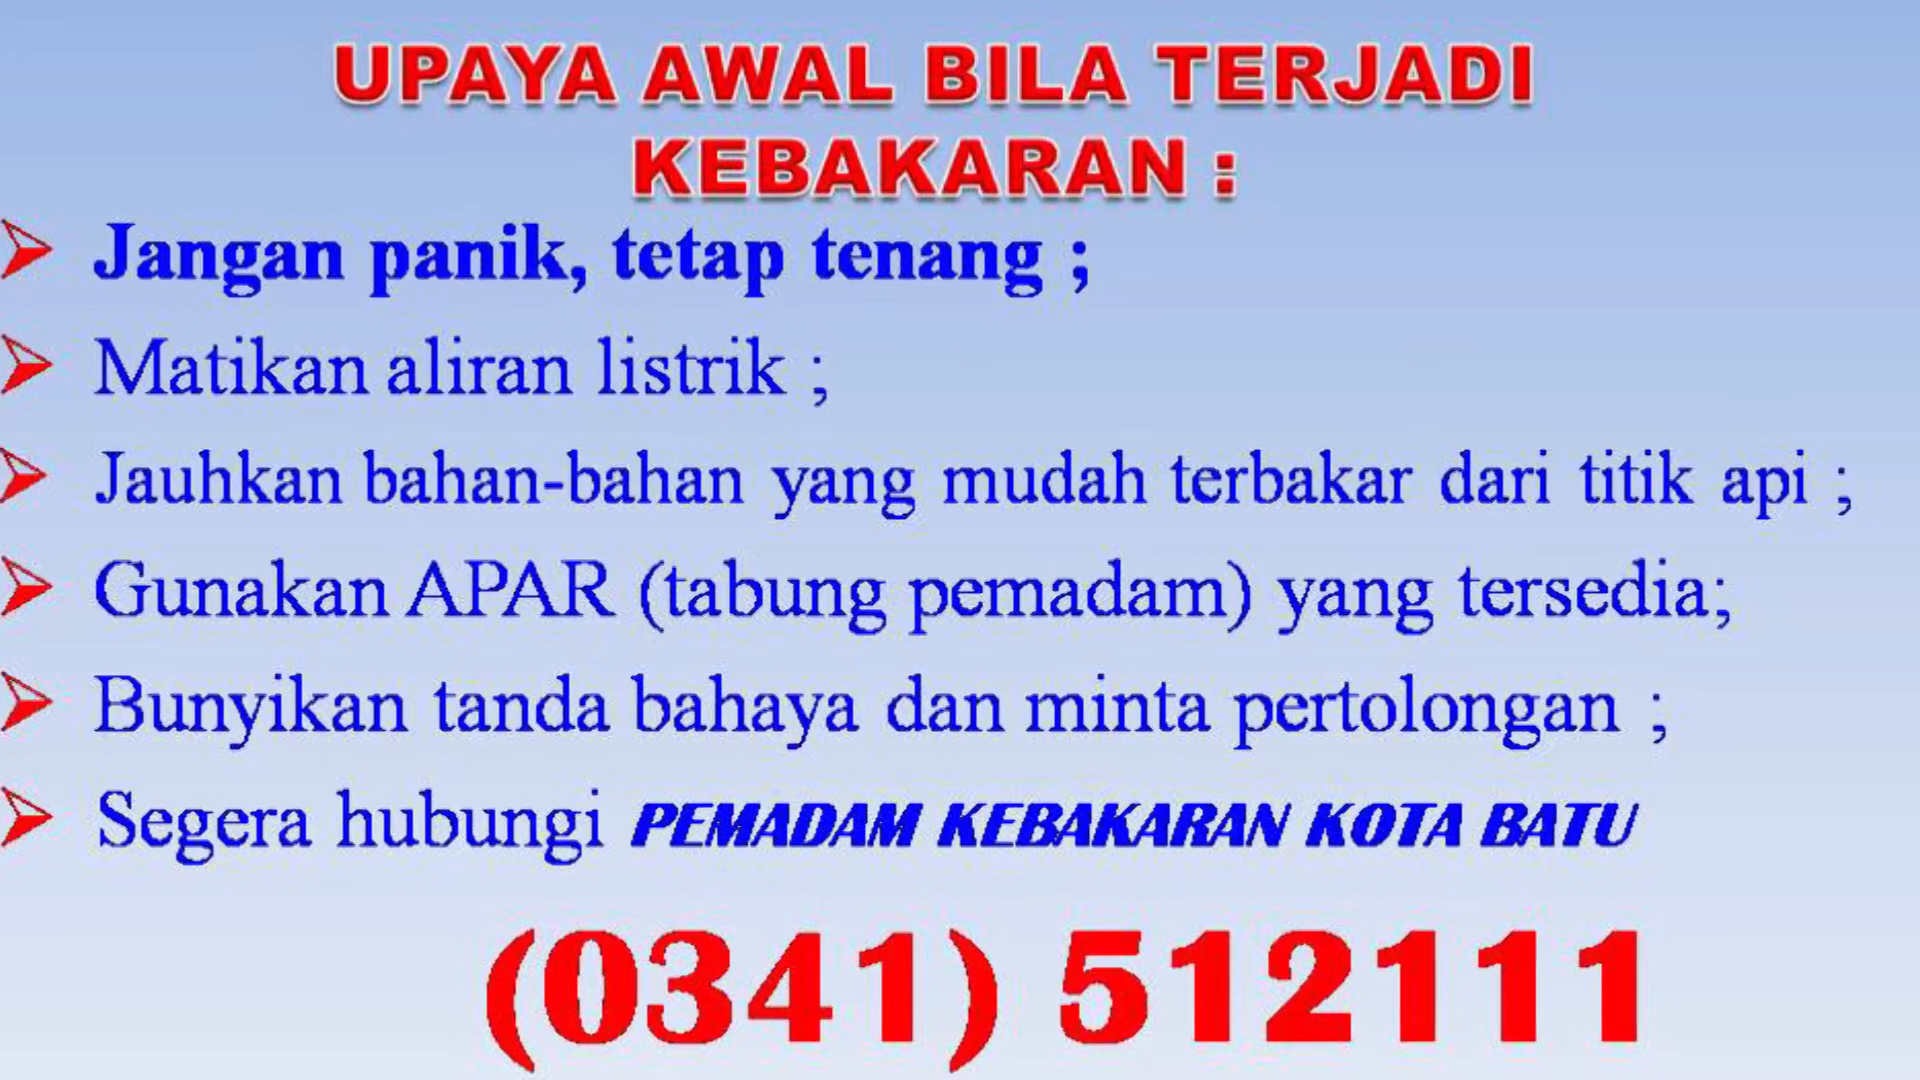 UPAYA AWAL BILA TERJADI
KEBAKARAN :
Jangan panik, tetap tenang ;
Matikan aliran listrik ;
Jauhkan bahan-bahan yang mudah terbakar dari titik api ;
Gunakan APAR (tabung pemadam) yang tersedia;
Bunyikan tanda bahaya dan minta pertolongan ;
Segera hubungi PEMADAM KEBAKARAN KOTA BATU
(0341) 512111